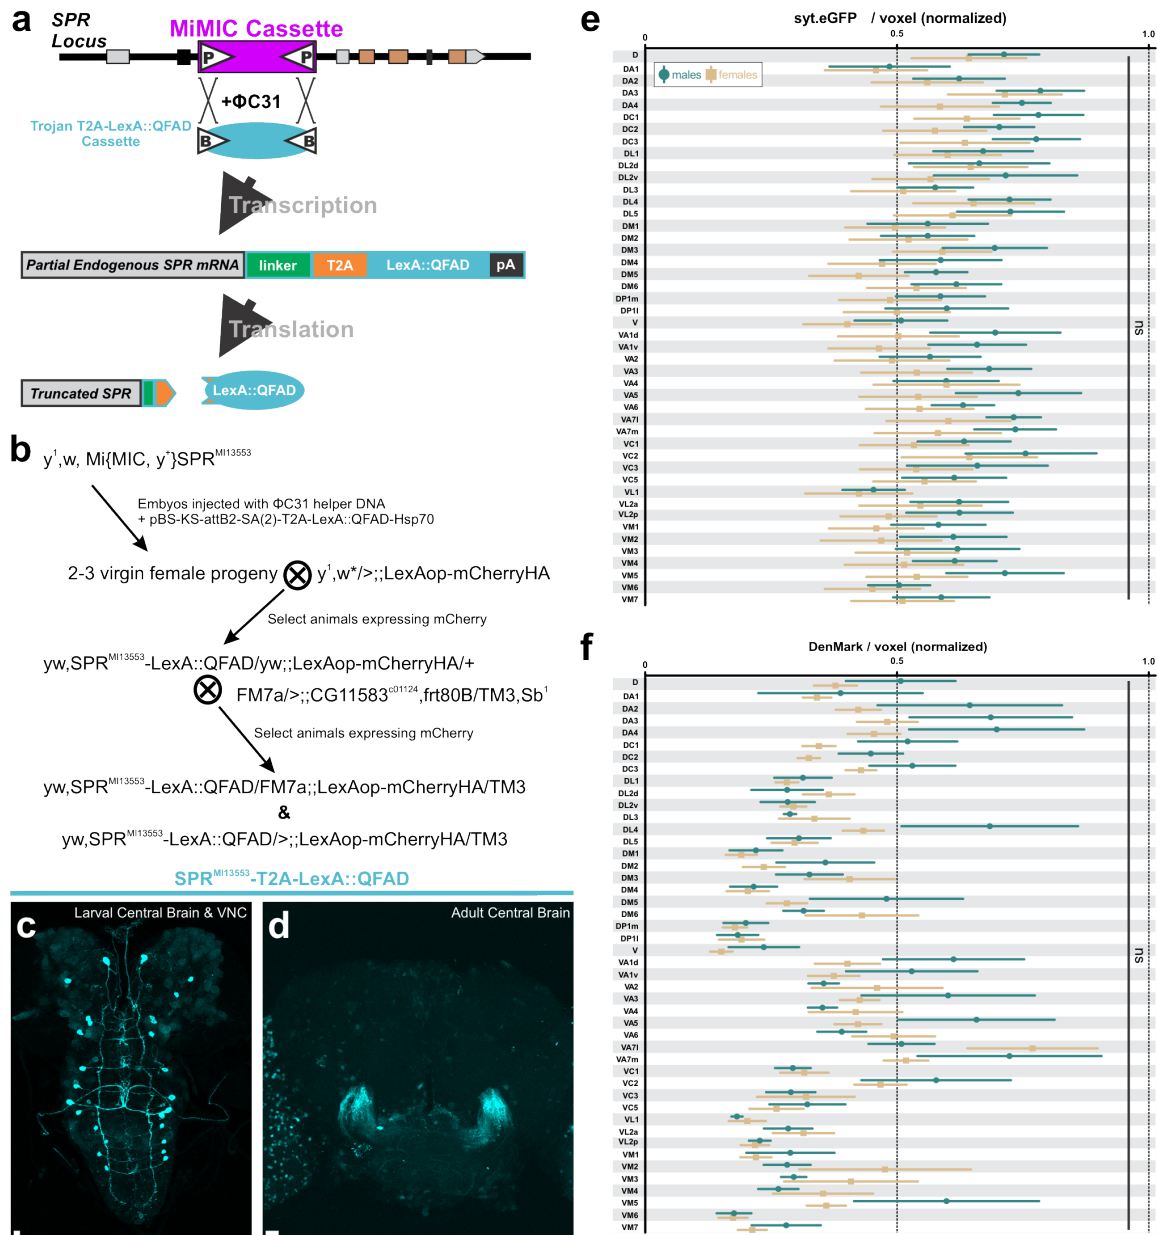 a
SPR
Locus
MiMIC Cassette
P
P
+ΦC31
Trojan T2A-LexA::QFAD
Cassette
B
B
Transcription
Partial Endogenous SPR mRNA
linker
T2A
LexA::QFAD
pA
Translation
Truncated SPR
LexA::QFAD
b
y1,w, Mi{MIC, y+}SPRMI13553
Embyos injected with ΦC31 helper DNA
+ pBS-KS-attB2-SA(2)-T2A-LexA::QFAD-Hsp70
2-3 virgin female progeny ⊗ y1,w*/>;;LexAop-mCherryHA
Select animals expressing mCherry
yw,SPRMI13553-LexA::QFAD/yw;;LexAop-mCherryHA/+
⊗ FM7a/>;;CG11583c01124,frt80B/TM3,Sb1
Select animals expressing mCherry
yw,SPRMI13553-LexA::QFAD/FM7a;;LexAop-mCherryHA/TM3
&
yw,SPRMI13553-LexA::QFAD/>;;LexAop-mCherryHA/TM3
SPRMI13553-T2A-LexA::QFAD
c
Larval Central Brain & VNC
d
Adult Central Brain
e
syt.eGFP / voxel (normalized)
0
0.5
1.0
males
females
D
DA1
DA2
DA3
DA4
DC1
DC2
DC3
DL1
DL2d
DL2v
DL3
DL4
DL5
DM1
DM2
DM3
DM4
DM5
DM6
DP1m
DP1l
V
VA1d
VA1v
VA2
VA3
VA4
VA5
VA6
VA7l
VA7m
VC1
VC2
VC3
VC5
VL1
VL2a
VL2p
VM1
VM2
VM3
VM4
VM5
VM6
VM7
ns
f
DenMark / voxel (normalized)
0
0.5
1.0
D
DA1
DA2
DA3
DA4
DC1
DC2
DC3
DL1
DL2d
DL2v
DL3
DL4
DL5
DM1
DM2
DM3
DM4
DM5
DM6
DP1m
DP1l
V
VA1d
VA1v
VA2
VA3
VA4
VA5
VA6
VA7l
VA7m
VC1
VC2
VC3
VC5
VL1
VL2a
VL2p
VM1
VM2
VM3
VM4
VM5
VM6
VM7
ns